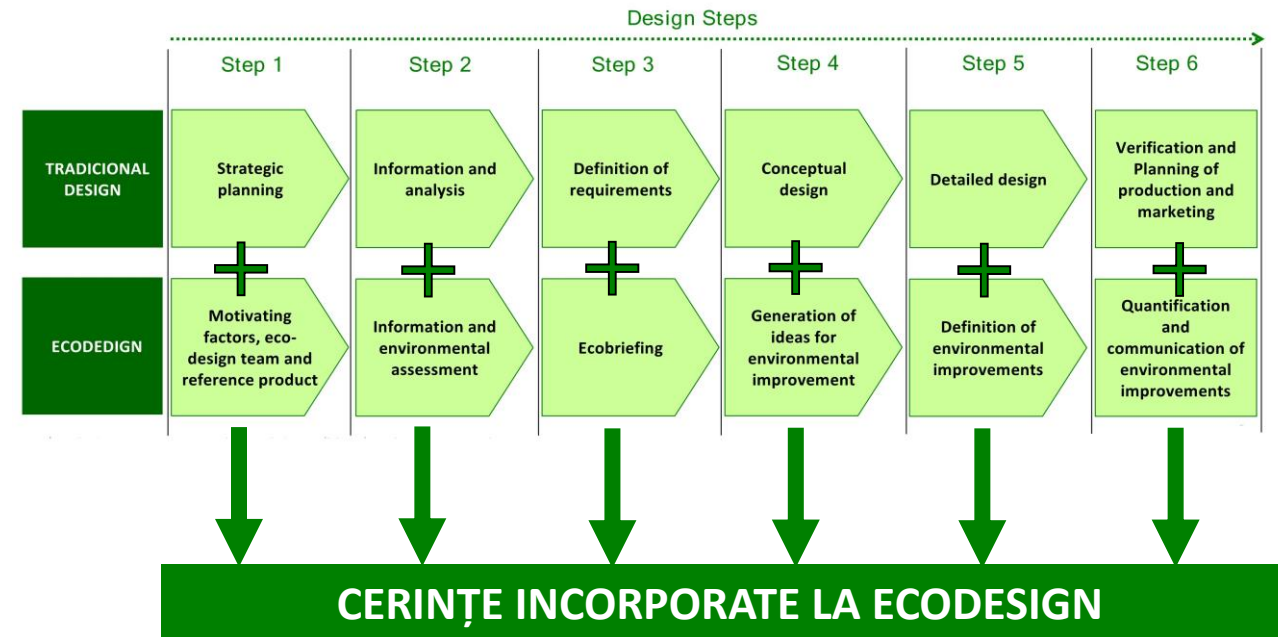 Design Steps
Step 1
Step 2
Step 3
Step 4
Step 5
Step 6
TRADICIONAL
DESIGN
Strategic
planning
Information and
analysis
Definition of
requirements
Conceptual
design
Detailed design
Verification and
Planning of
production and
marketing
ECODEDIGN
Motivating
factors, eco-
design team and
reference product
Information and
environmental
assessment
Ecobriefing
Generation of
ideas for
environmental
improvement
Definition of
environmental
improvements
Quantification
and
communication of
environmental
improvements
CERINȚE INCORPORATE LA ECODESIGN